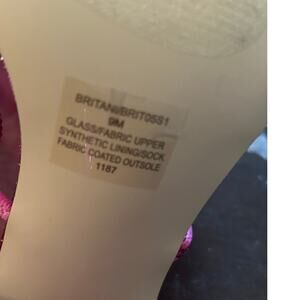 BRITANI/BRIT05S1
9M
GLASS/FABRIC UPPER
SYNTHETIC LINING/SOCK
FABRIC COATED OUTSOLE
1187